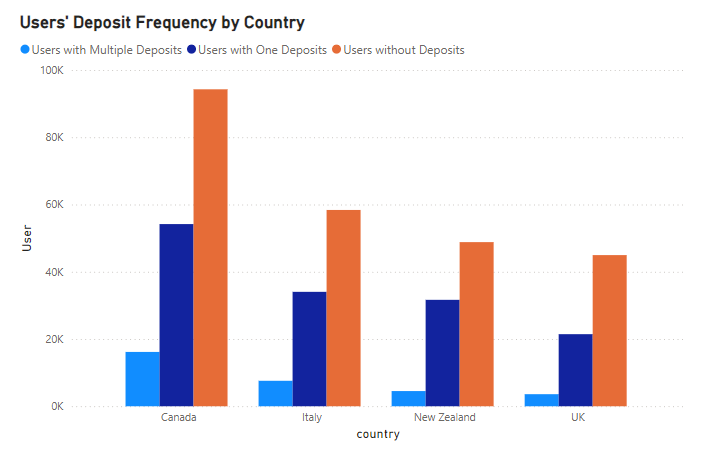 Users' Deposit Frequency by Country
Users with Multiple Deposits Users with One Deposits Users without Deposits
100K
80K
60K
40K
20K
0K
User
Canada Italy New Zealand UK
country